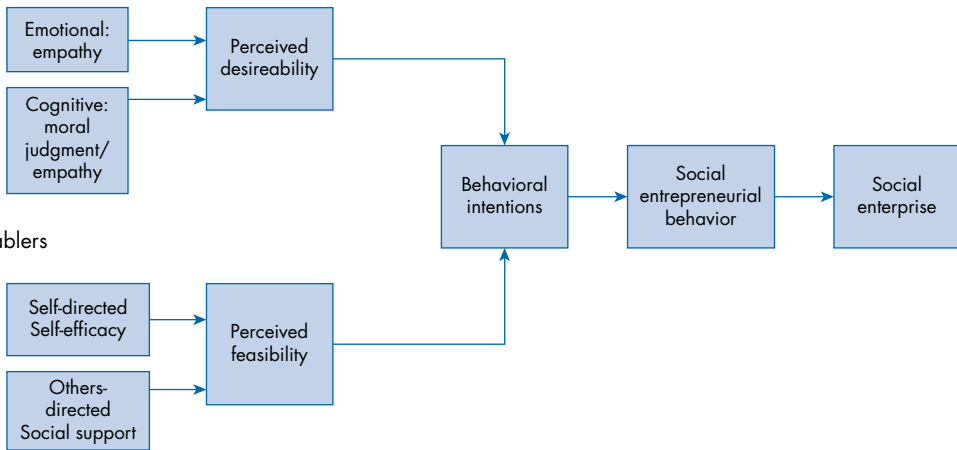 Emotional:
empathy
Perceived
desireability
Cognitive:
moral
judgment/
empathy
Behavioral
intentions
Social
entrepreneurial
behavior
Social
enterprise
ablers
Self-directed
Self-efficacy
Perceived
feasibility
Others-
directed
Social support